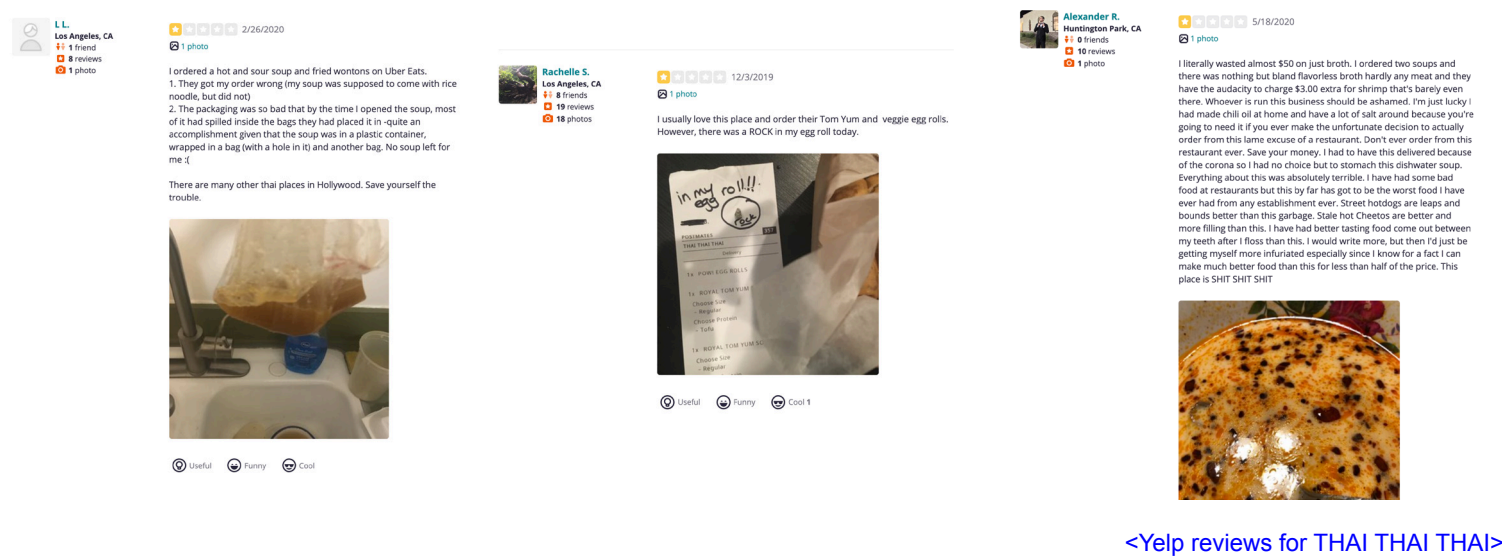 L L.
Los Angeles, CA
1 friend
8 reviews
1 photo
2/26/2020
1 photo
I ordered a hot and sour soup and fried wontons on Uber Eats.
1. They got my order wrong (my soup was supposed to come with rice
noodle, but did not)
2. The packaging was so bad that by the time I opened the soup, most
of it had spilled inside the bags they had placed it in -quite an
accomplishment given that the soup was in a plastic container,
wrapped in a bag (with a hole in it) and another bag. No soup left for
me :(
There are many other thai places in Hollywood. Save yourself the
trouble.
Useful Funny Cool
Rachelle S.
Los Angeles, CA
8 friends
19 reviews
18 photos
12/3/2019
1 photo
I usually love this place and order their Tom Yum and veggie egg rolls.
However, there was a ROCK in my egg roll today.
in my
egg roll!!
rock
POSTMATES
357
THAI THAI THAI
Delivery
1x POWI EGG ROLLS
1x ROYAL TOM YUM
Choose Size
- Regular
Choose Protein
- Tofu
1x ROYAL TOM YUM
Choose Size
- Regular
Useful Funny Cool 1
Alexander R.
Huntington Park, CA
0 friends
10 reviews
1 photo
5/18/2020
1 photo
I literally wasted almost $50 on just broth. I ordered two soups and
there was nothing but bland flavorless broth hardly any meat and they
have the audacity to charge $3.00 extra for shrimp that's barely even
there. Whoever is run this business should be ashamed. I'm just lucky I
had made chili oil at home and have a lot of salt around because you're
going to need it if you ever make the unfortunate decision to actually
order from this lame excuse of a restaurant. Don't ever order from this
restaurant ever. Save your money. I had to have this delivered because
of the corona so I had no choice but to stomach this dishwater soup.
Everything about this was absolutely terrible. I have had some bad
food at restaurants but this by far has got to be the worst food I have
ever had from any establishment ever. Street hotdogs are leaps and
bounds better than this garbage. Stale hot Cheetos are better and
more filling than this. I have had better tasting food come out between
my teeth after I floss than this. I would write more, but then I'd just be
getting myself more infuriated especially since I know for a fact I can
make much better food than this for less than half of the price. This
place is SHIT SHIT SHIT
<Yelp reviews for THAI THAI THAI>